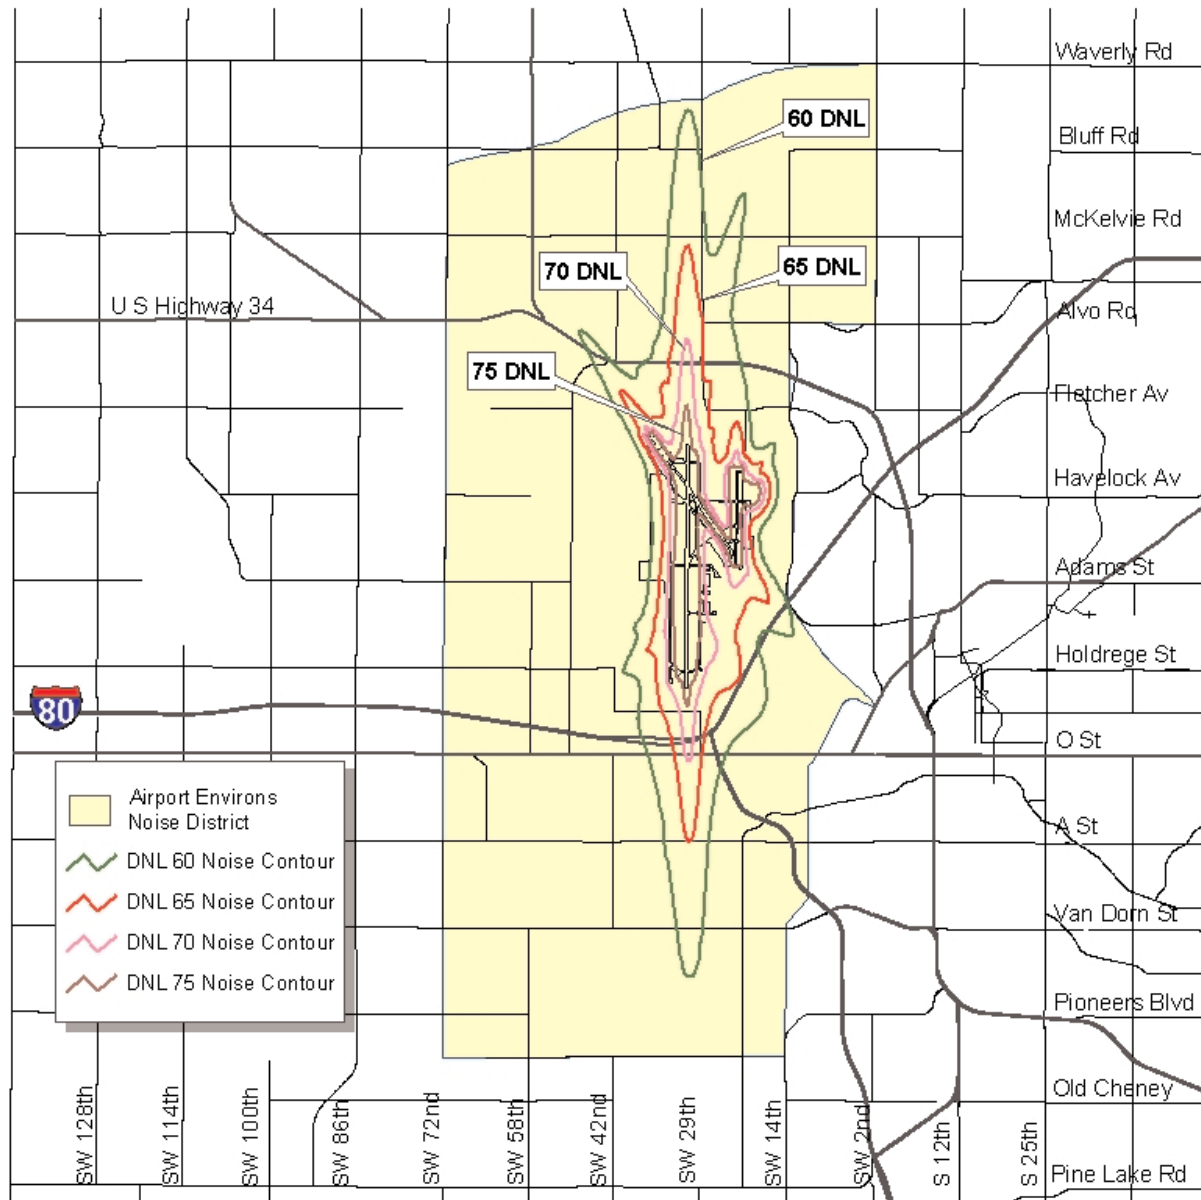 Waverly Rd
60 DNL
Bluff Rd
McKelvie Rd
70 DNL
65 DNL
U S Highway 34
Alvo Rd
75 DNL
Fletcher Av
Havelock Av
Adams St
Holdrege St
80
O St
Airport Environs
Noise District
A St
DNL 60 Noise Contour
DNL 65 Noise Contour
Van Dorn St
DNL 70 Noise Contour
DNL 75 Noise Contour
Pioneers Blvd
Old Cheney
SW 128th
SW 114th
SW 100th
SW 86th
SW 72nd
SW 58th
SW 42nd
SW 29th
SW 14th
SW 2nd
S 12th
S 25th
Pine Lake Rd